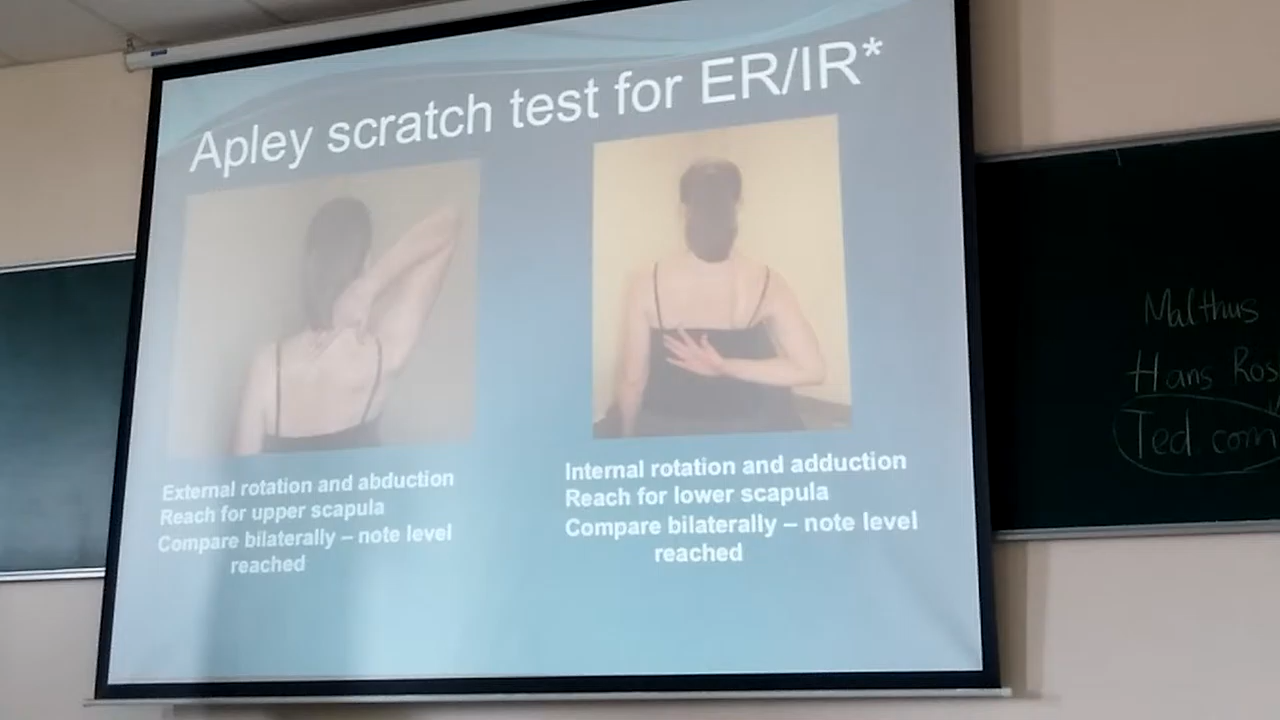 Apley scratch test for ER/IR*
External rotation and abduction
Reach for upper scapula
Compare bilaterally – note level
reached
Internal rotation and adduction
Reach for lower scapula
Compare bilaterally – note level
reached
Malthus
Hans
Ted.com